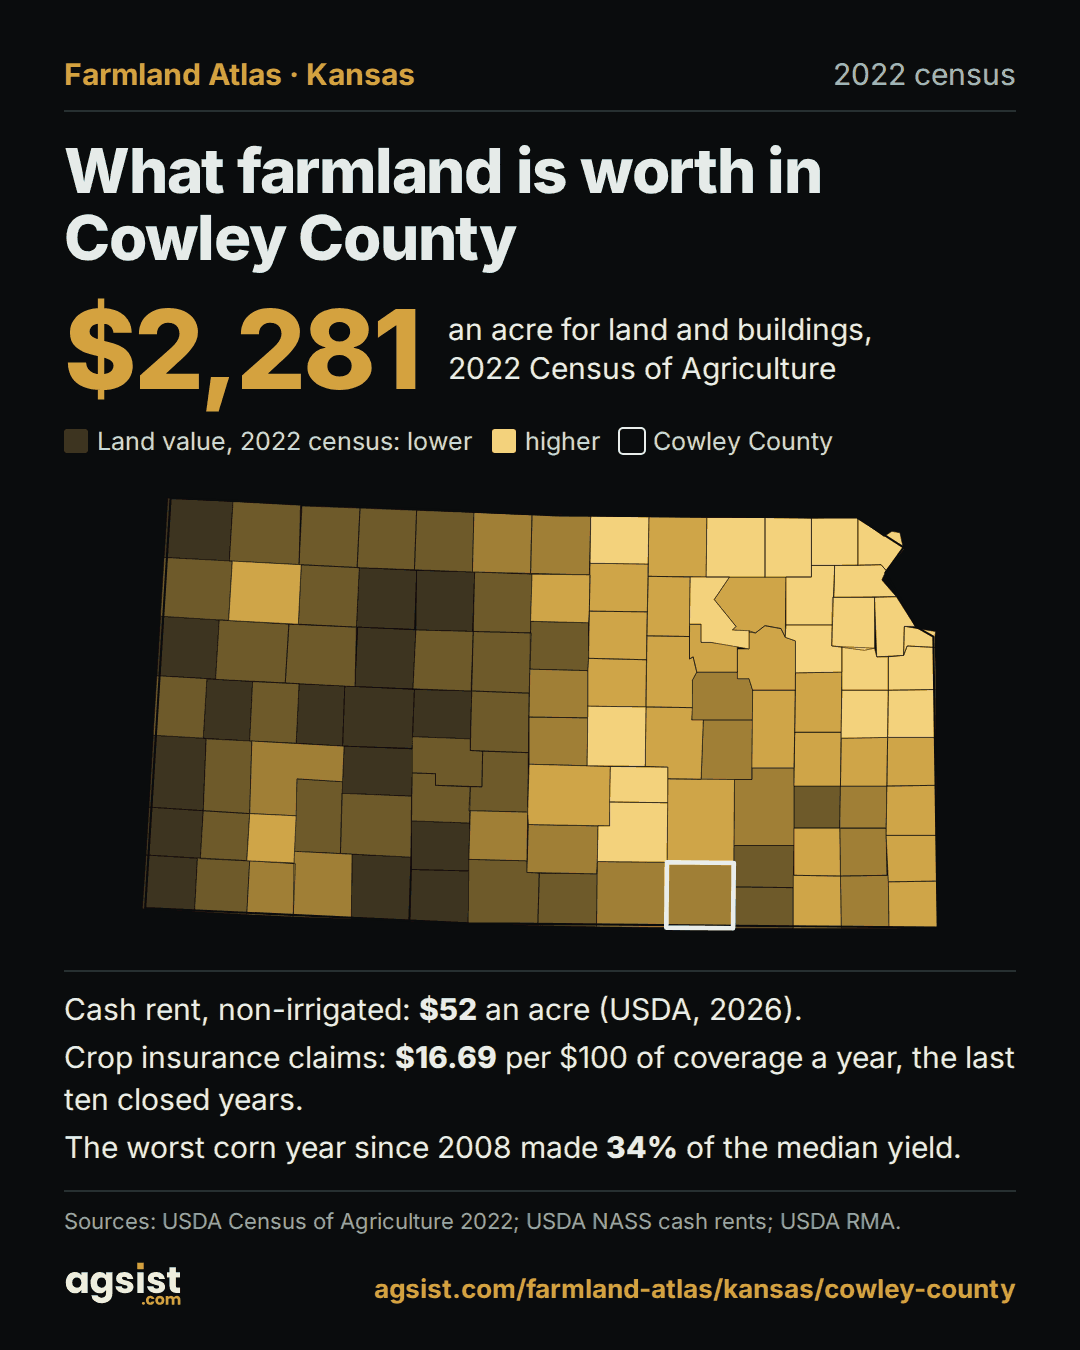 Farmland Atlas · Kansas
2022 census
What farmland is worth in
Cowley County
$2,281
an acre for land and buildings,
2022 Census of Agriculture
Land value, 2022 census: lower
higher
Cowley County
Cash rent, non-irrigated: $52 an acre (USDA, 2026).
Crop insurance claims: $16.69 per $100 of coverage a year, the last
ten closed years.
The worst corn year since 2008 made 34% of the median yield.
Sources: USDA Census of Agriculture 2022; USDA NASS cash rents; USDA RMA.
agsist
.com
agsist.com/farmland-atlas/kansas/cowley-county